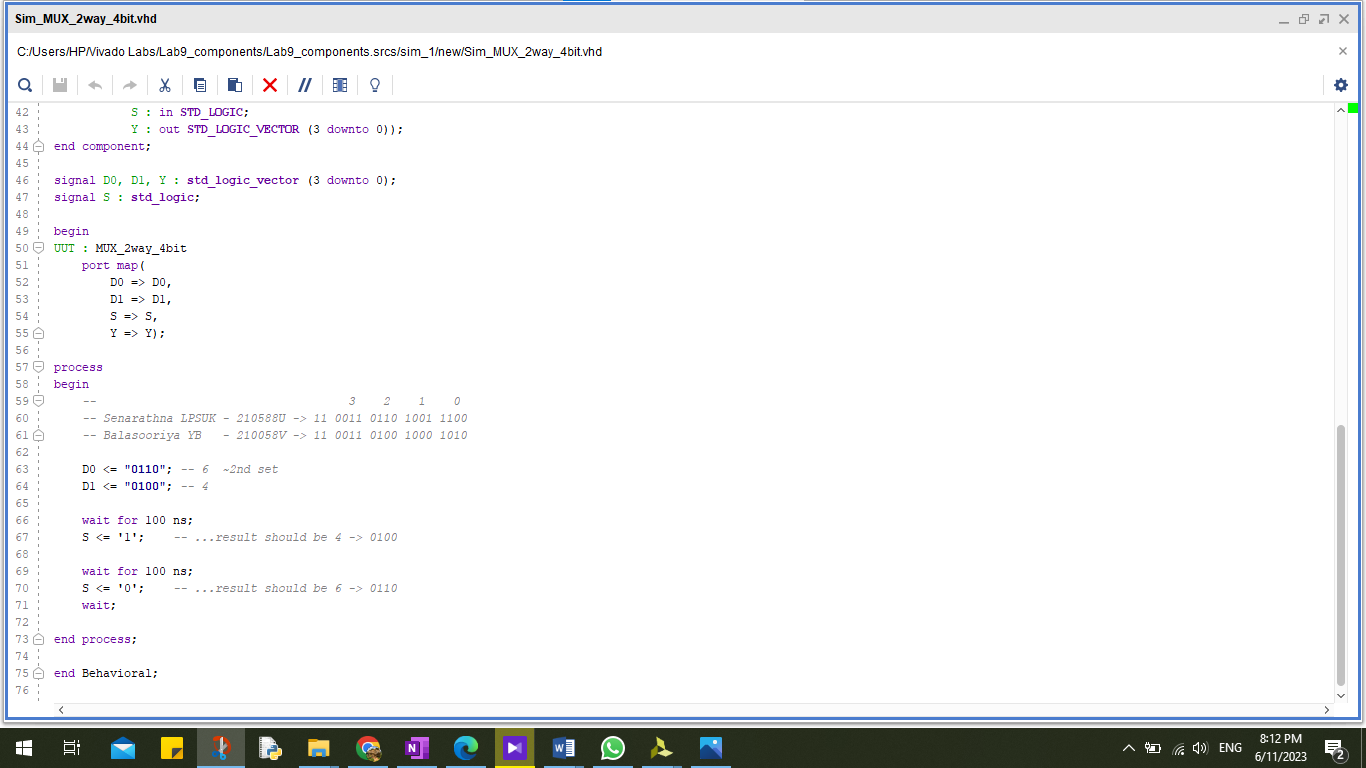 Sim_MUX_2way_4bit.vhd
C:/Users/HP/Vivado Labs/Lab9_components/Lab9_components.srcs/sim_1/new/Sim_MUX_2way_4bit.vhd
42 S : in STD_LOGIC;
43 Y : out STD_LOGIC_VECTOR (3 downto 0));
44 end component;
45
46 signal D0, D1, Y : std_logic_vector (3 downto 0);
47 signal S : std_logic;
48
49 begin
50 UUT : MUX_2way_4bit
51 port map(
52 D0 => D0,
53 D1 => D1,
54 S => S,
55 Y => Y);
56
57 process
58 begin
59 -- 3 2 1 0
60 -- Senarathna LPSUK - 210588U -> 11 0011 0110 1001 1100
61 -- Balasooriya YB - 210058V -> 11 0011 0100 1000 1010
62
63 D0 <= "0110"; -- 6 ~2nd set
64 D1 <= "0100"; -- 4
65
66 wait for 100 ns;
67 S <= '1'; -- ...result should be 4 -> 0100
68
69 wait for 100 ns;
70 S <= '0'; -- ...result should be 6 -> 0110
71 wait;
72
73 end process;
74
75 end Behavioral;
76
ENG
8:12 PM
6/11/2023
2